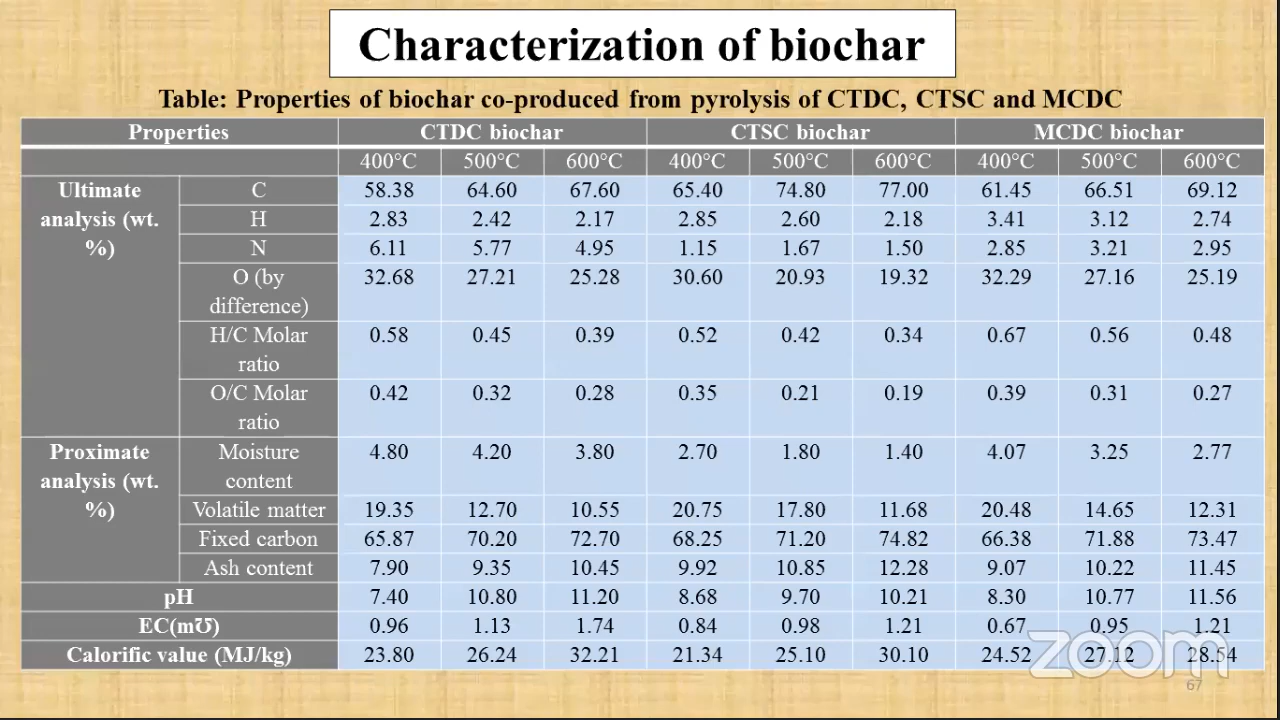 Characterization of biochar
Table: Properties of biochar co-produced from pyrolysis of CTDC, CTSC and MCDC
Properties CTDC biochar CTSC biochar MCDC biochar
400°C 500°C 600°C 400°C 500°C 600°C 400°C 500°C 600°C
Ultimate C 58.38 64.60 67.60 65.40 74.80 77.00 61.45 66.51 69.12
analysis (wt. H 2.83 2.42 2.17 2.85 2.60 2.18 3.41 3.12 2.74
%) N 6.11 5.77 4.95 1.15 1.67 1.50 2.85 3.21 2.95
O (by 32.68 27.21 25.28 30.60 20.93 19.32 32.29 27.16 25.19
difference)
H/C Molar 0.58 0.45 0.39 0.52 0.42 0.34 0.67 0.56 0.48
ratio
O/C Molar 0.42 0.32 0.28 0.35 0.21 0.19 0.39 0.31 0.27
ratio
Proximate Moisture 4.80 4.20 3.80 2.70 1.80 1.40 4.07 3.25 2.77
analysis (wt. content
%) Volatile matter 19.35 12.70 10.55 20.75 17.80 11.68 20.48 14.65 12.31
Fixed carbon 65.87 70.20 72.70 68.25 71.20 74.82 66.38 71.88 73.47
Ash content 7.90 9.35 10.45 9.92 10.85 12.28 9.07 10.22 11.45
pH 7.40 10.80 11.20 8.68 9.70 10.21 8.30 10.77 11.56
EC(m℧) 0.96 1.13 1.74 0.84 0.98 1.21 0.67 0.95 1.21
Calorific value (MJ/kg) 23.80 26.24 32.21 21.34 25.10 30.10 24.52 27.12 28.54
zoom
67